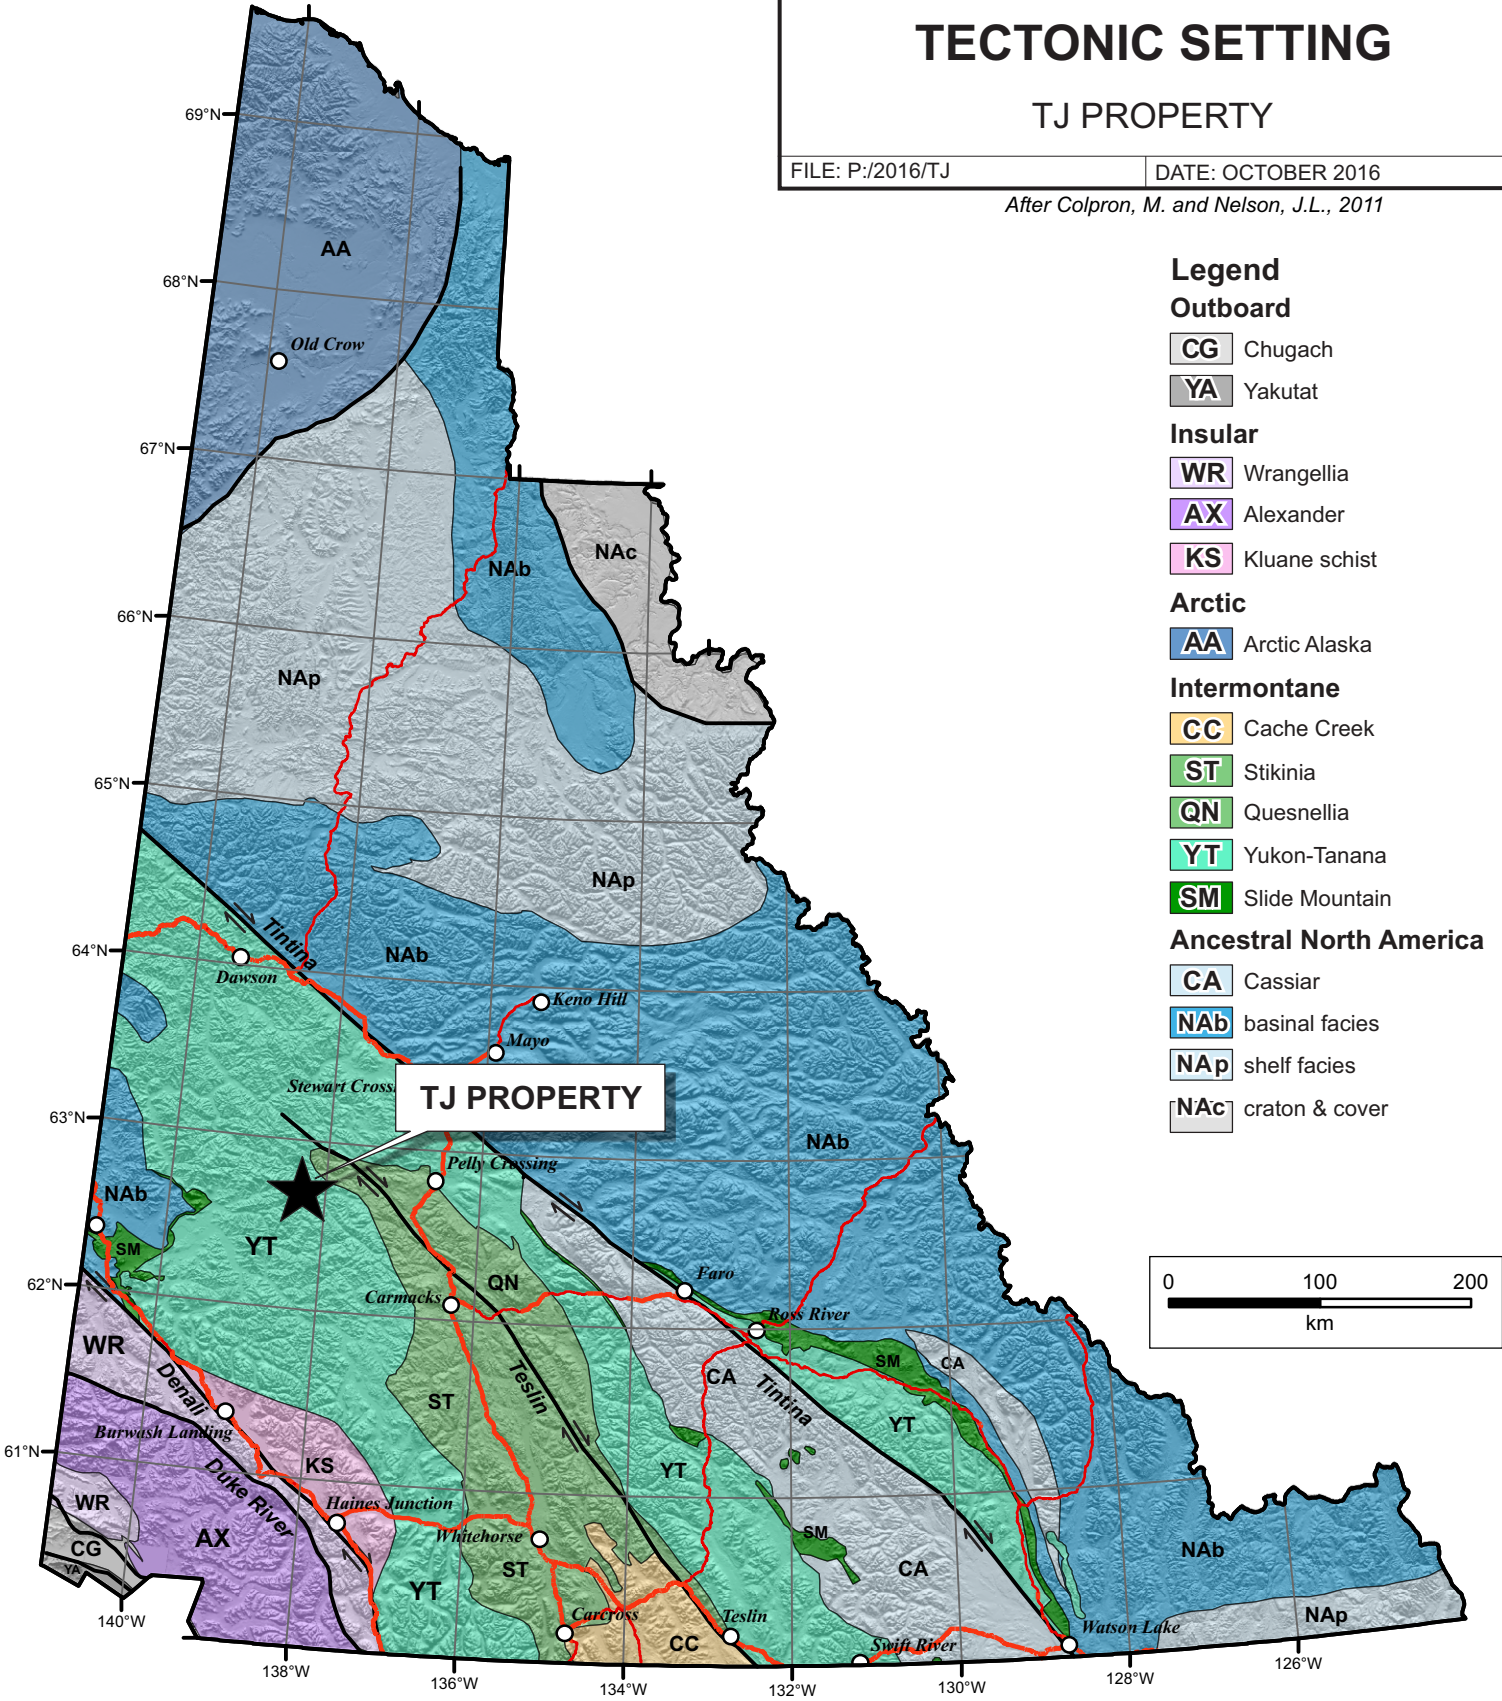 TECTONIC SETTING
TJ PROPERTY
FILE: P:/2016/TJ
DATE: OCTOBER 2016
After Colpron, M. and Nelson, J.L., 2011
Legend
Outboard
CG Chugach
YA Yakutat
Insular
WR Wrangellia
AX Alexander
KS Kluane schist
Arctic
AA Arctic Alaska
Intermontane
CC Cache Creek
ST Stikinia
QN Quesnellia
YT Yukon-Tanana
SM Slide Mountain
Ancestral North America
CA Cassiar
NAb basinal facies
NAp shelf facies
NAc craton & cover
0 100 200
km
69°N
68°N
67°N
66°N
65°N
64°N
63°N
62°N
61°N
140°W
138°W
136°W
134°W
132°W
130°W
128°W
126°W
AA
Old Crow
NAc
NAb
NAp
NAp
Tintina
NAb
Dawson
Keno Hill
Mayo
Stewart
TJ PROPERTY
NAb
Pelly Crossing
NAb
YT
SM
QN
Faro
Carmacks
Ross River
WR
SM
CA
Denali
CA
Teslin
Tintina
ST
YT
Burwash Landing
KS
YT
Duke River
WR
Haines Junction
AX
Whitehorse
SM
CG
NAb
YA
ST
CA
YT
Carcross
Teslin
NAp
Watson Lake
CC
Swift River